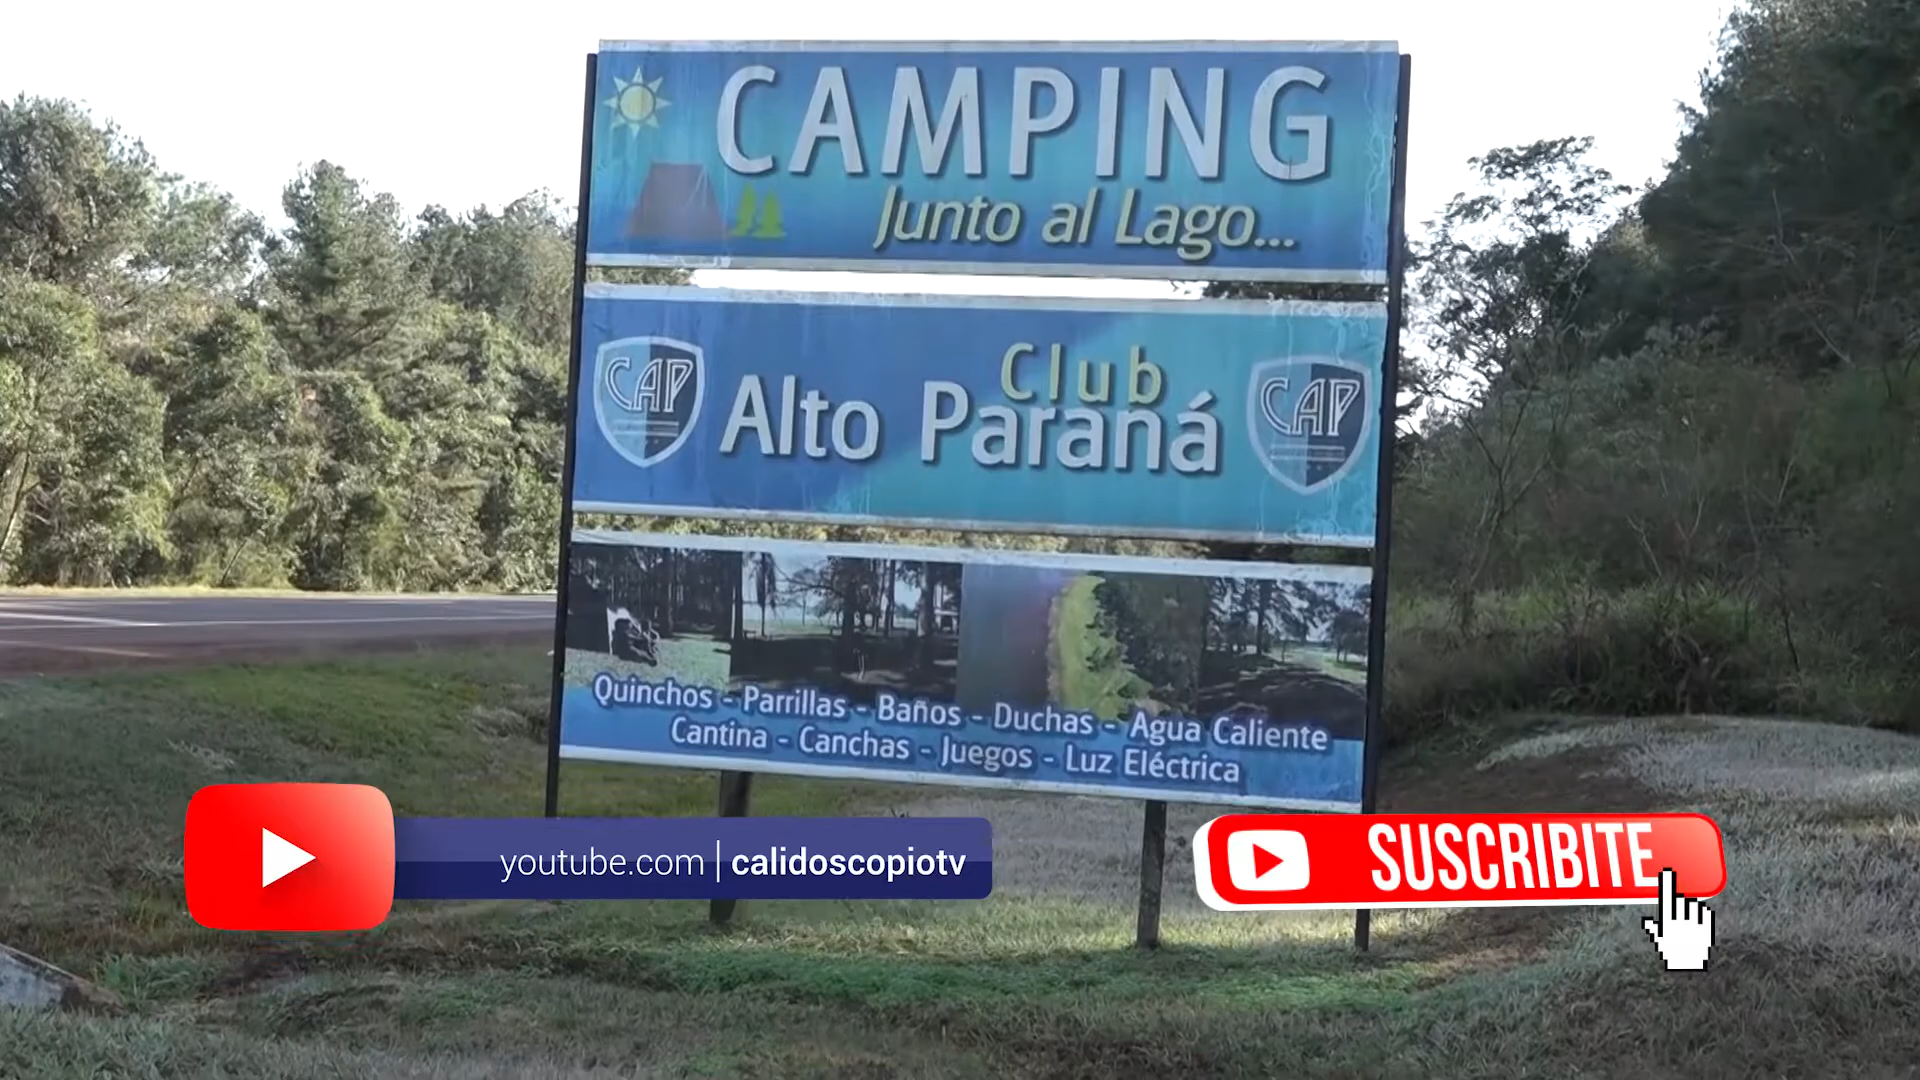 CAMPING
Junto al Lago...
Club
CAP
Alto Paraná
CAP
Quinchos - Parrillas - Baños - Duchas - Agua Caliente
Cantina - Canchas - Juegos - Luz Eléctrica
youtube.com | calidoscopiotv
SUSCRIBITE